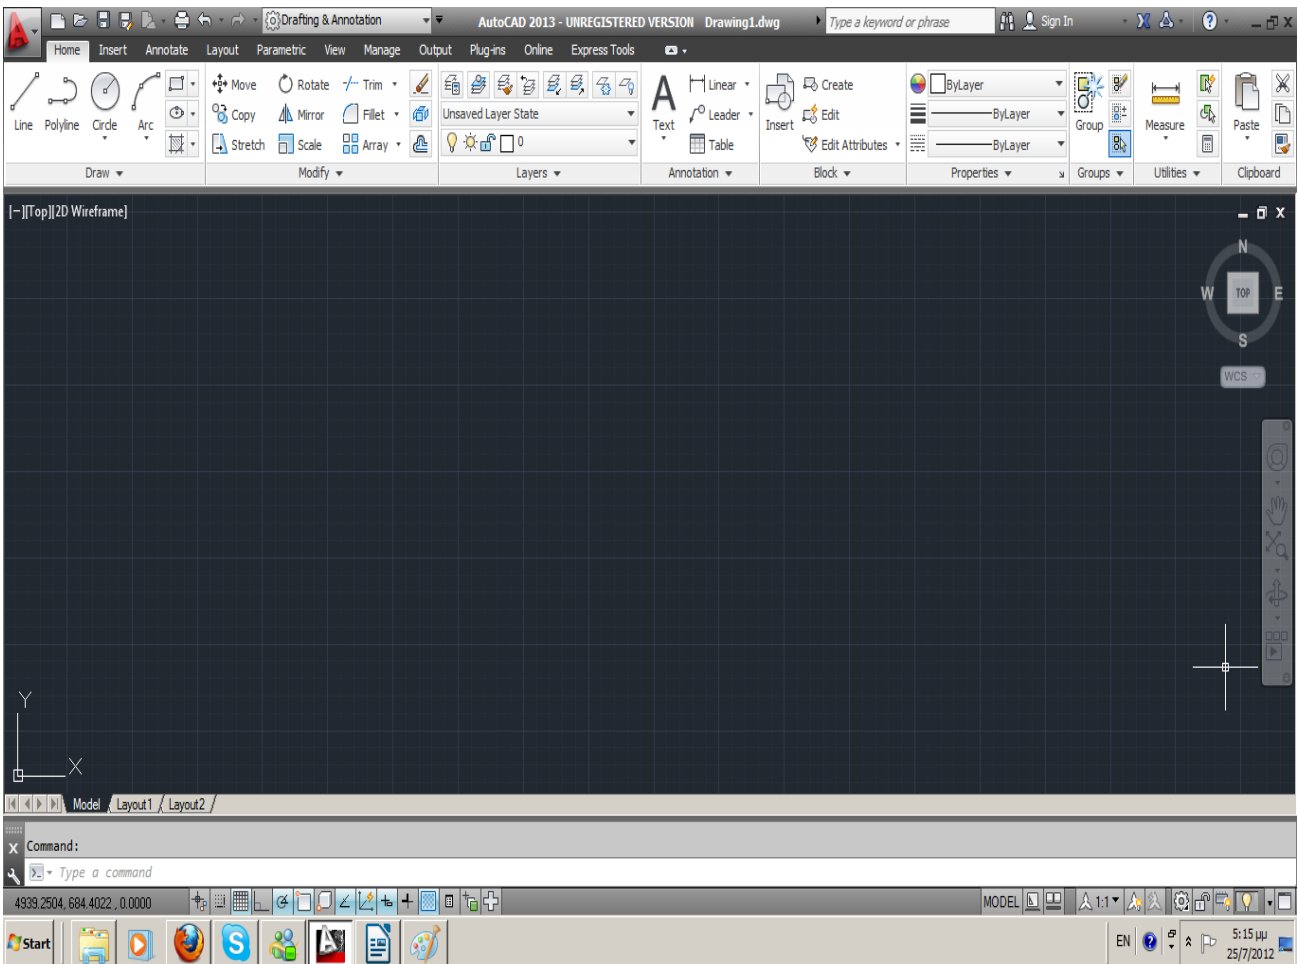 Drafting & Annotation
AutoCAD 2013 - UNREGISTERED VERSION Drawing1.dwg
Type a keyword or phrase
Sign In
Home Insert Annotate Layout Parametric View Manage Output Plug-ins Online Express Tools
Line Polyline Circle Arc
Move Rotate Trim
Copy Mirror Fillet
Stretch Scale Array
Unsaved Layer State
0
Text
Linear
Leader
Table
Insert
Create
Edit
Edit Attributes
ByLayer
ByLayer
ByLayer
Group
Measure
Paste
Draw Modify Layers Annotation Block Properties Groups Utilities Clipboard
[-][Top][2D Wireframe]
N
W TOP E
S
WCS
Y
X
Model Layout1 Layout2
Command:
Type a command
4939.2504, 684.4022 , 0.0000
MODEL 1:1
Start
EN
5:15 μμ
25/7/2012